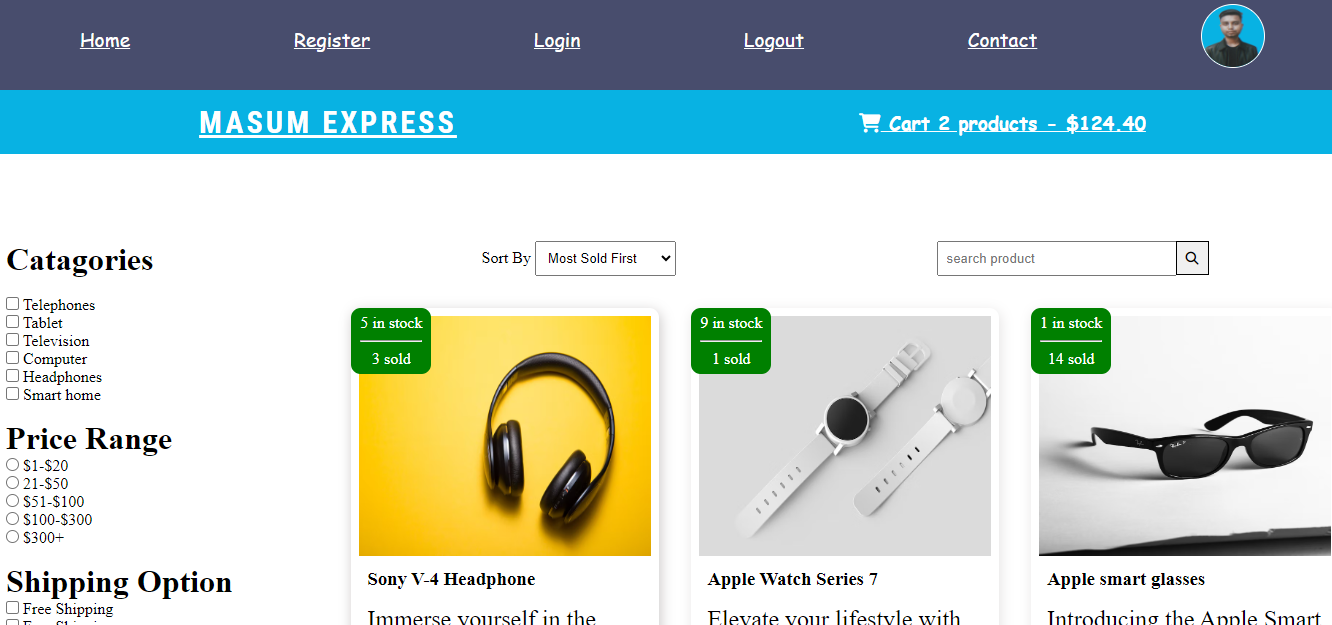 Home Register Login Logout Contact
MASUM EXPRESS Cart 2 products - $124.40
Catagories
Sort By Most Sold First
search product
Telephones
Tablet
Television
Computer
Headphones
Smart home
Price Range
$1-$20
21-$50
$51-$100
$100-$300
$300+
Shipping Option
Free Shipping
5 in stock
3 sold
Sony V-4 Headphone
Immerse yourself in the
9 in stock
1 sold
Apple Watch Series 7
Elevate your lifestyle with
1 in stock
14 sold
Ray-Ban
Apple smart glasses
Introducing the Apple Smart